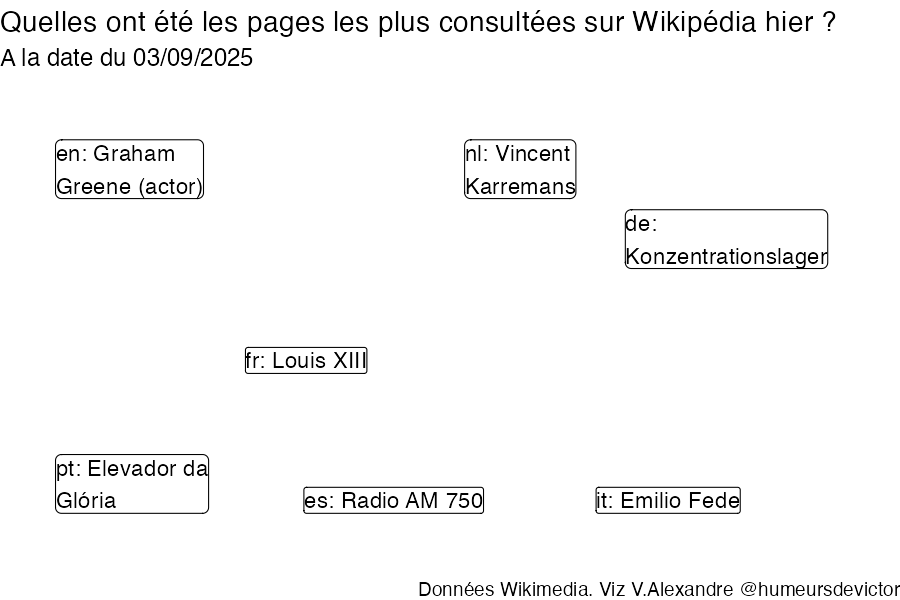 Quelles ont été les pages les plus consultées sur Wikipédia hier ?
A la date du 03/09/2025
en: Graham
Greene (actor)
nl: Vincent
Karremans
de:
Konzentrationslager
fr: Louis XIII
pt: Elevador da
Glória
es: Radio AM 750
it: Emilio Fede
Données Wikimedia. Viz V.Alexandre @humeursdevictor